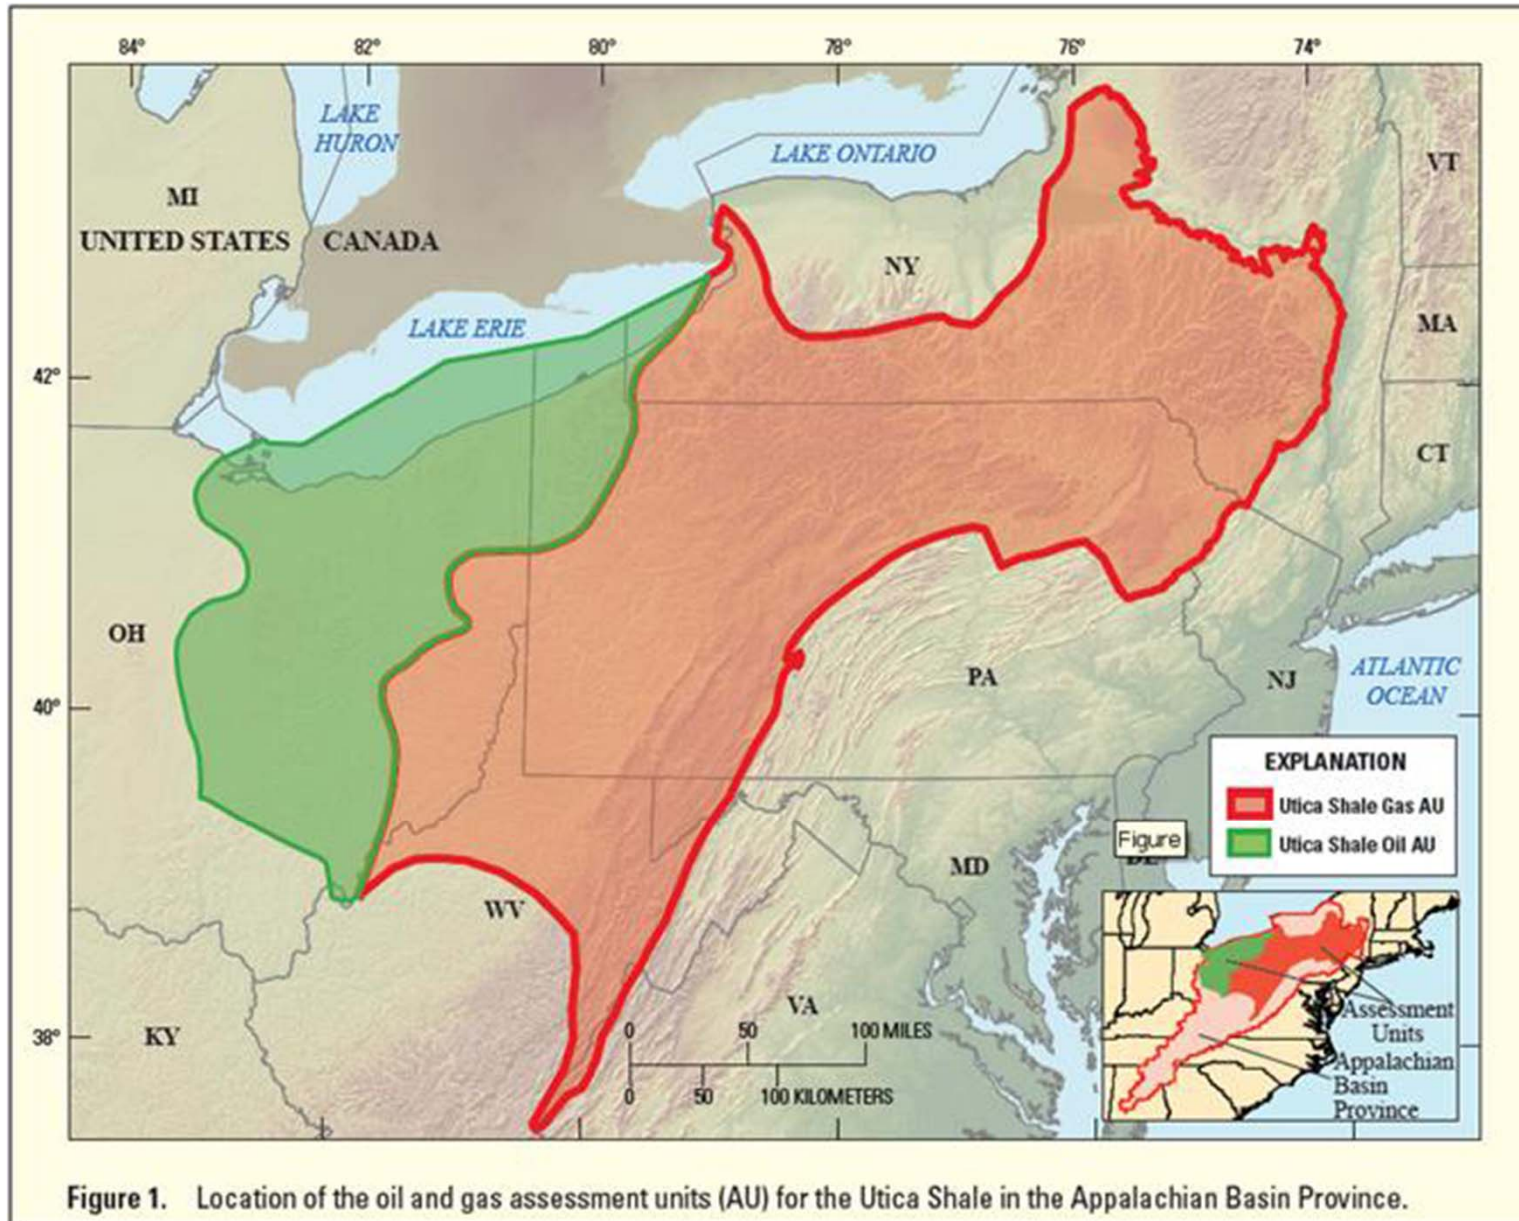 84° 82° 80° 78° 76° 74°
LAKE
HURON
LAKE ONTARIO
VT
MI
UNITED STATES
CANADA
NY
LAKE ERIE
MA
42°
CT
OH
PA
NJ
ATLANTIC
OCEAN
40°
EXPLANATION
Utica Shale Gas AU
Utica Shale Oil AU
Figure
MD
WV
VA
KY
38°
0 50 100 MILES
0 50 100 KILOMETERS
Assessment
Units
Appalachian
Basin
Province
Figure 1. Location of the oil and gas assessment units (AU) for the Utica Shale in the Appalachian Basin Province.